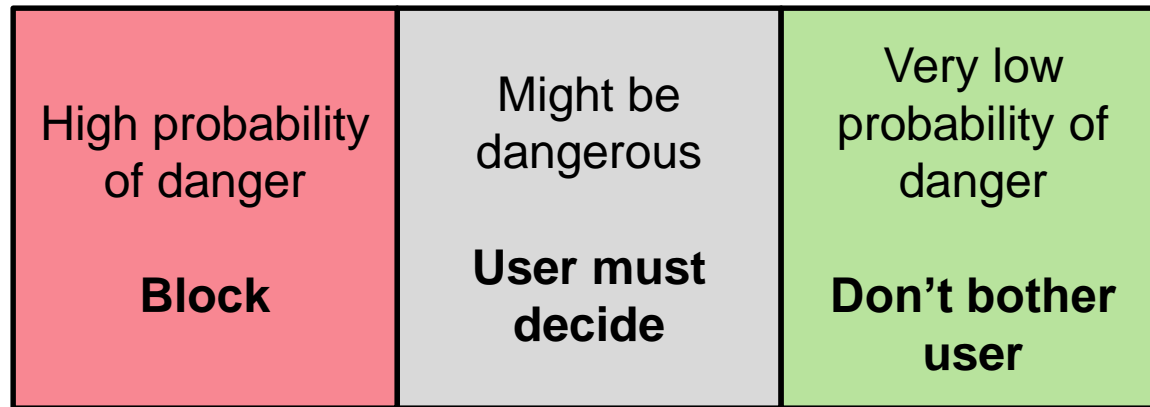 High probability
of danger
Block
Might be
dangerous
User must
decide
Very low
probability of
danger
Don’t bother
user